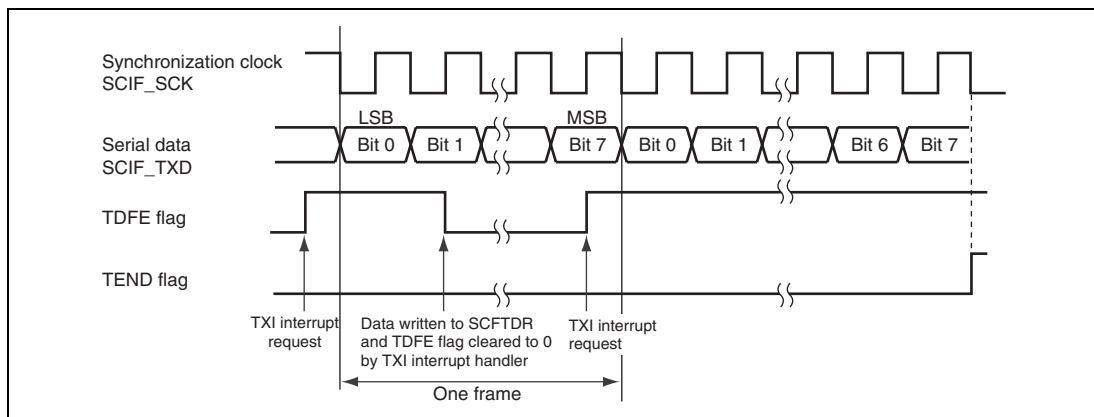 Synchronization clock
SCIF_SCK
LSB
MSB
Serial data
SCIF_TXD
Bit 0
Bit 1
Bit 7
Bit 0
Bit 1
Bit 6
Bit 7
TDFE flag
TEND flag
TXI interrupt
request
Data written to SCFTDR
and TDFE flag cleared to 0
by TXI interrupt handler
TXI interrupt
request
One frame